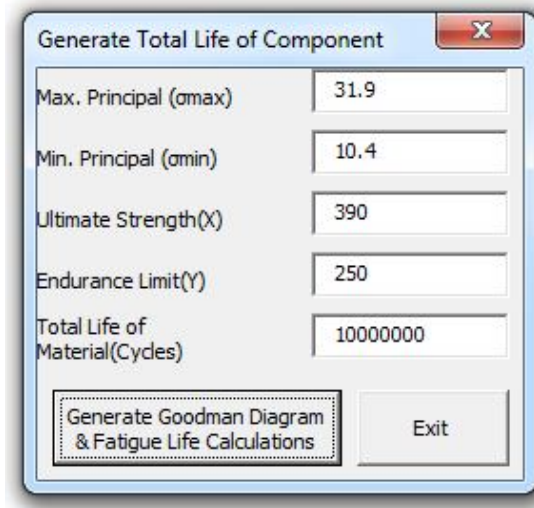 Generate Total Life of Component
X
Max. Principal (σmax)
31.9
Min. Principal (σmin)
10.4
Ultimate Strength(X)
390
Endurance Limit(Y)
250
Total Life of
Material(Cycles)
10000000
Generate Goodman Diagram
& Fatigue Life Calculations
Exit